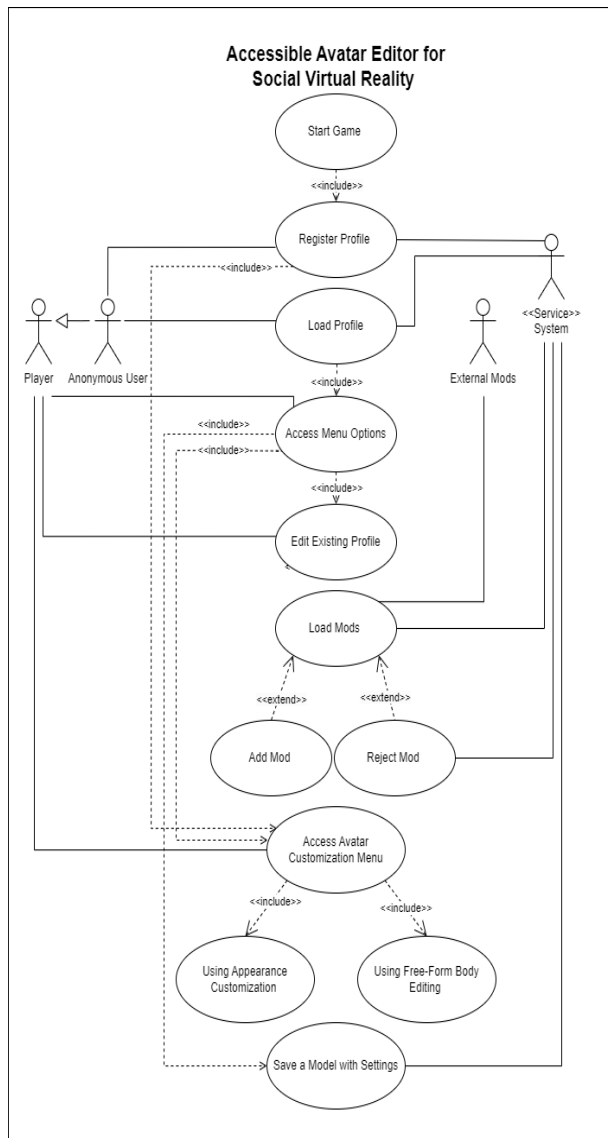 Accessible Avatar Editor for
Social Virtual Reality
Start Game
<<include>>
Register Profile
<<include>>
<<Service>>
System
Load Profile
Player
Anonymous User
External Mods
<<include>>
<<include>>
Access Menu Options
<<include>>
<<include>>
Edit Existing Profile
Load Mods
<<extend>>
<<extend>>
Add Mod
Reject Mod
Access Avatar
Customization Menu
<<include>>
<<include>>
Using Appearance
Customization
Using Free-Form Body
Editing
Save a Model with Settings